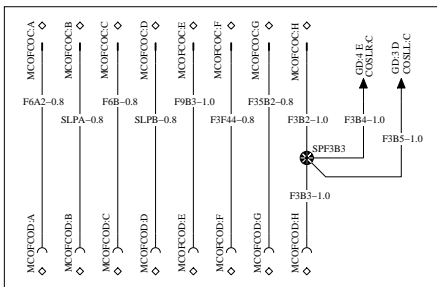 MCOFCOC:A
MCOFCOC:B
MCOFCOC:C
MCOFCOC:D
MCOFCOC:E
MCOFCOC:F
MCOFCOC:G
MCOFCOC:H
GD:4 E
COSLR:C
GD:3 D
COSLL:C
F6A2–0.8
F6B–0.8
F9B3–1.0
F35B2–0.8
SLPA–0.8
SLPB–0.8
F3F44–0.8
F3B2–1.0
F3B4–1.0
F3B5–1.0
SPF3B3
F3B3–1.0
MCOFCOD:A
MCOFCOD:B
MCOFCOD:C
MCOFCOD:D
MCOFCOD:E
MCOFCOD:F
MCOFCOD:G
MCOFCOD:H